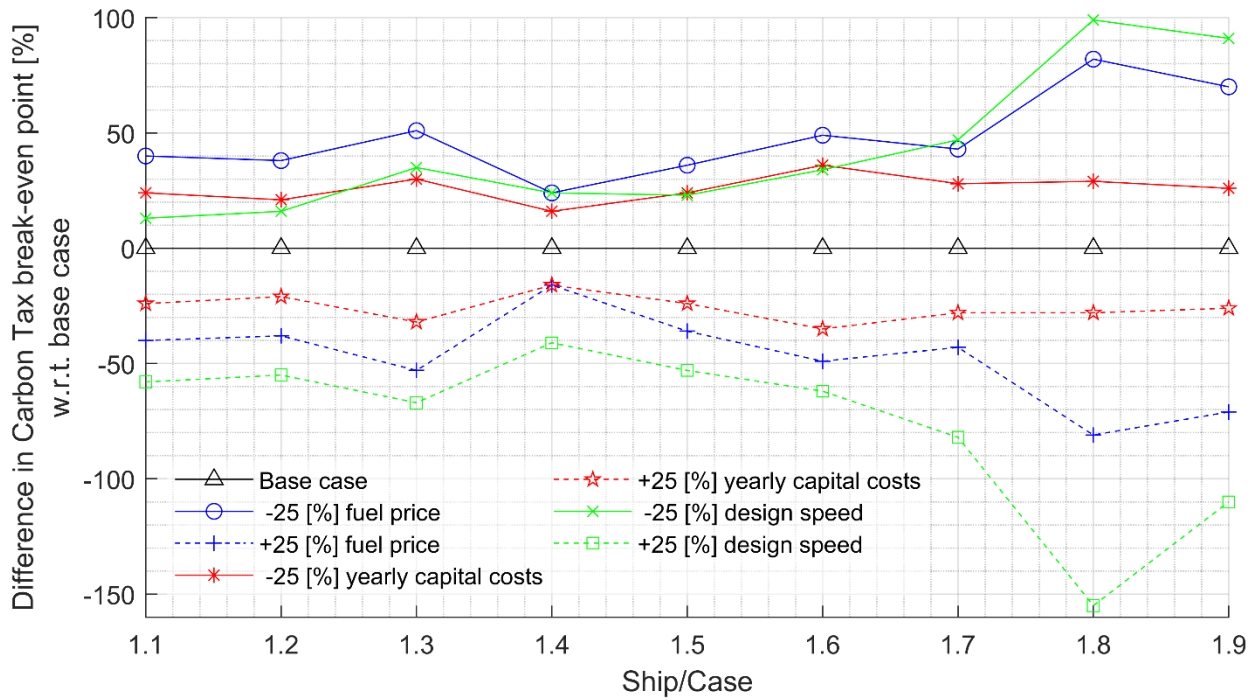 Difference in Carbon Tax break-even point [%]
w.r.t. base case
100
50
0
-50
-100
-150
Base case
-25 [%] fuel price
+25 [%] fuel price
-25 [%] yearly capital costs
+25 [%] yearly capital costs
-25 [%] design speed
+25 [%] design speed
1.1 1.2 1.3 1.4 1.5 1.6 1.7 1.8 1.9
Ship/Case